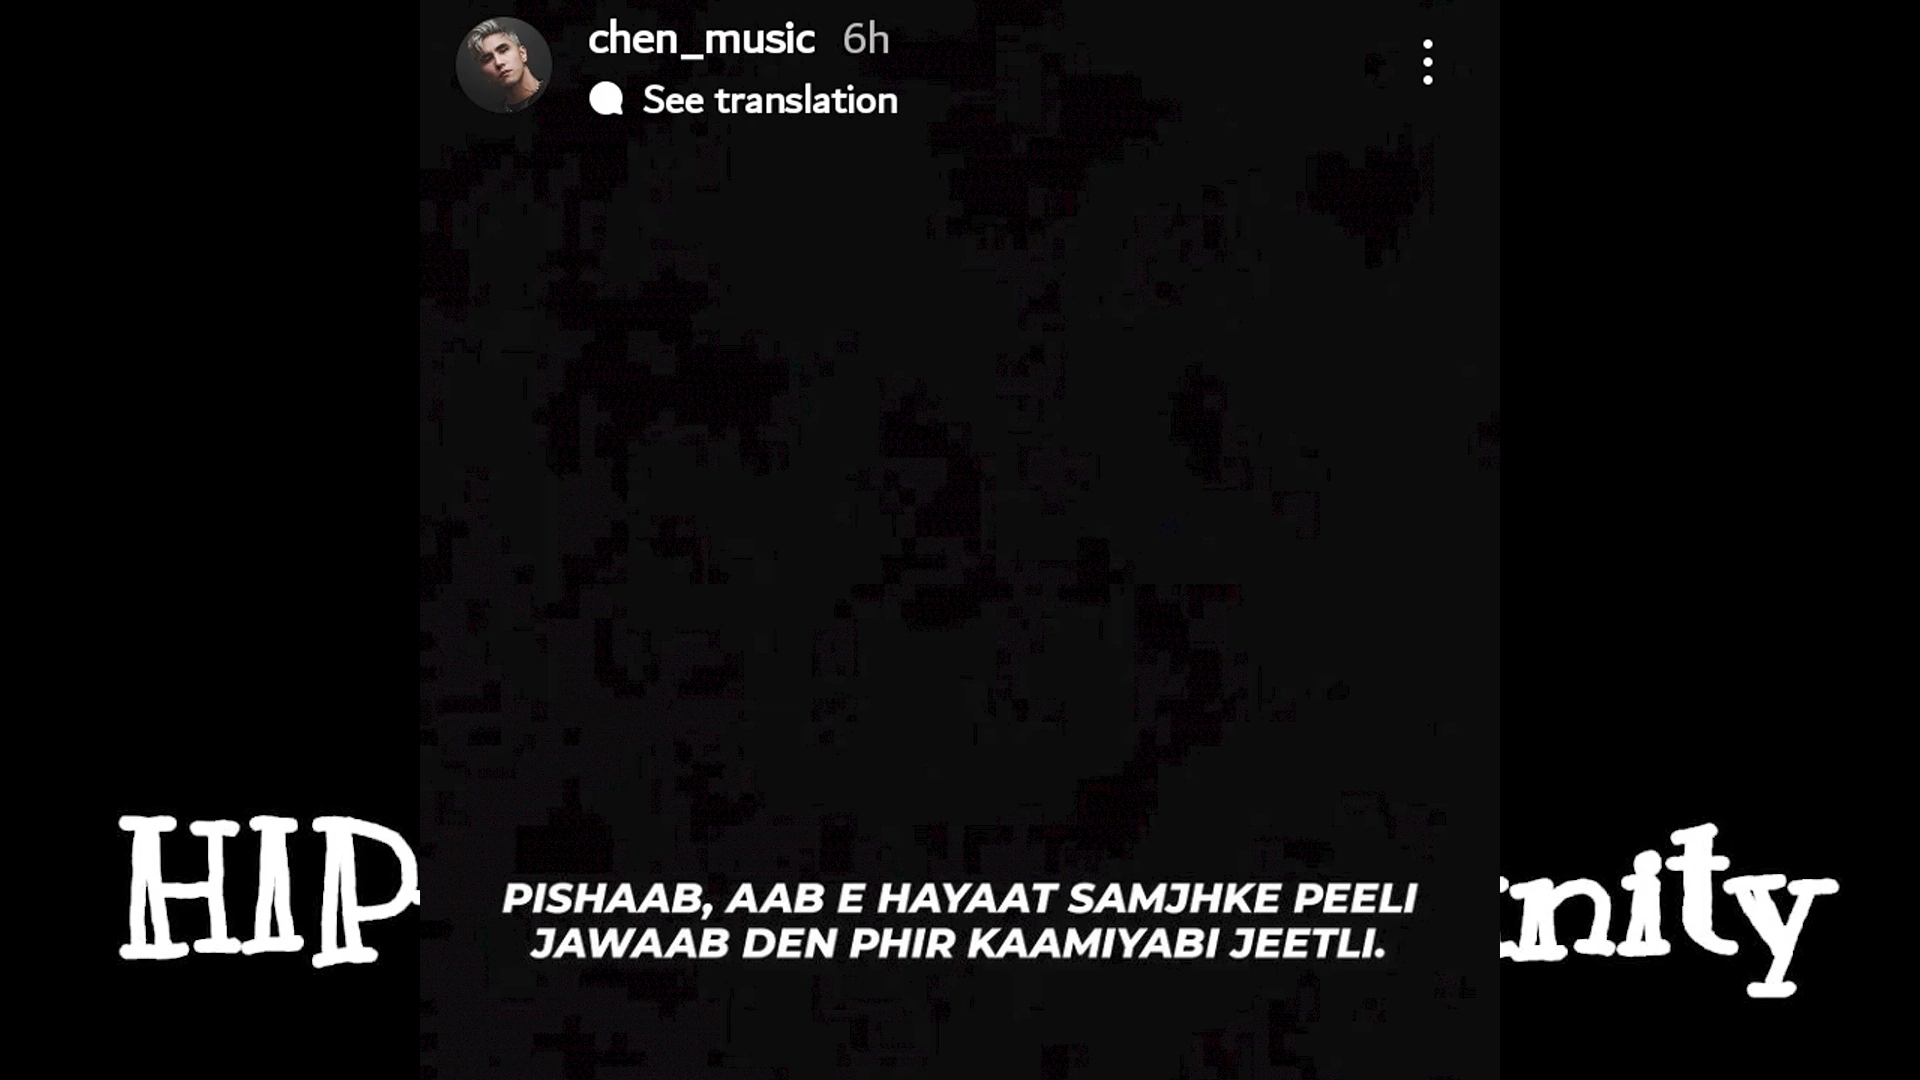 chen_music 6h
See translation
HIP
nity
PISHAAB, AAB E HAYAAT SAMJHKE PEELI
JAWAAB DEN PHIR KAAMIYABI JEETLI.